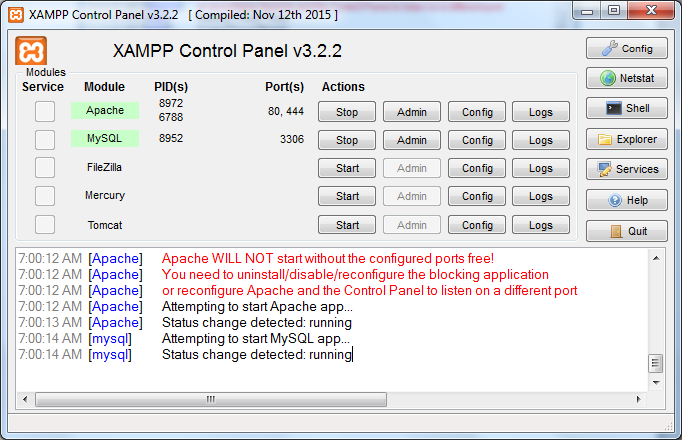 XAMPP Control Panel v3.2.2 [ Compiled: Nov 12th 2015 ]
XAMPP Control Panel v3.2.2
Config
Modules
Service Module PID(s) Port(s) Actions
Netstat
Apache 8972 6788 80, 444 Stop Admin Config Logs
Shell
MySQL 8952 3306 Stop Admin Config Logs
Explorer
FileZilla Start Admin Config Logs
Services
Mercury Start Admin Config Logs
Help
Tomcat Start Admin Config Logs
Quit
7:00:12 AM [Apache] Apache WILL NOT start without the configured ports free!
7:00:12 AM [Apache] You need to uninstall/disable/reconfigure the blocking application
7:00:12 AM [Apache] or reconfigure Apache and the Control Panel to listen on a different port
7:00:12 AM [Apache] Attempting to start Apache app...
7:00:13 AM [Apache] Status change detected: running
7:00:14 AM [mysql] Attempting to start MySQL app...
7:00:14 AM [mysql] Status change detected: running